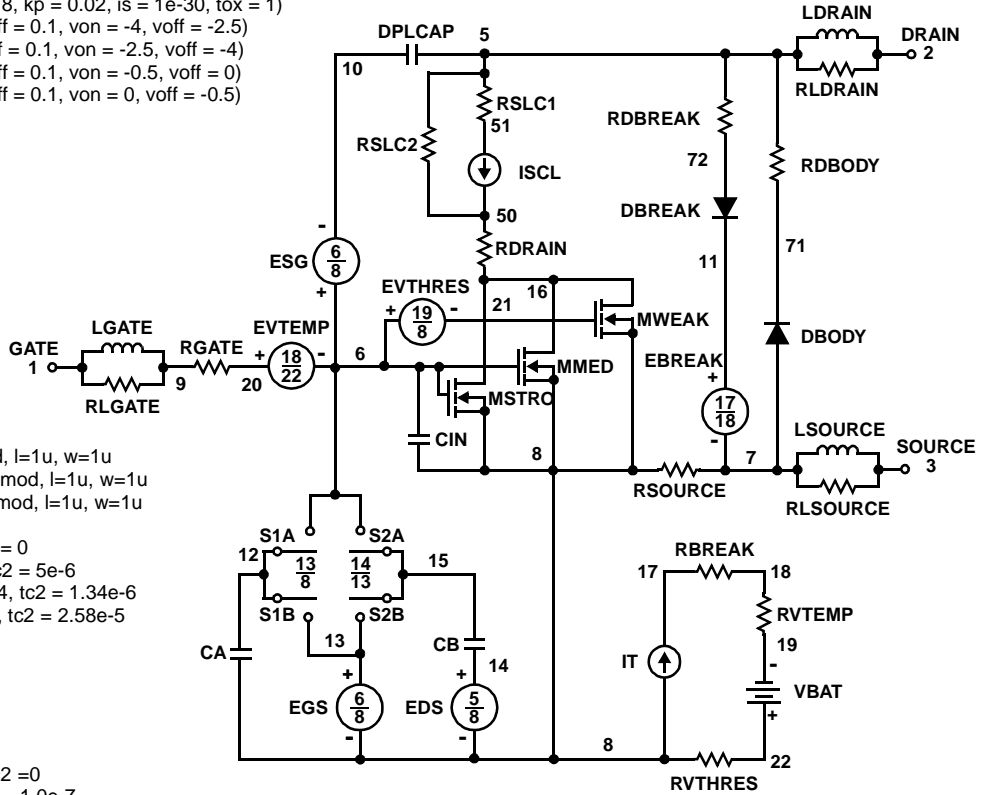 8, kp = 0.02, is = 1e-30, tox = 1)
ff = 0.1, von = -4, voff = -2.5)
f = 0.1, von = -2.5, voff = -4)
ff = 0.1, von = -0.5, voff = 0)
ff = 0.1, von = 0, voff = -0.5)
LDRAIN
DPLCAP 5 DRAIN
10 2
RLDRAIN
RSLC1
51
RDBREAK
RSLC2
72 RDBODY
ISCL
DBREAK
50
RDRAIN 71
ESG 6 8
11
EVTHRES
16
21
19 8
MWEAK
LGATE EVTEMP
DBODY
GATE RGATE 18 22 6
EBREAK
1
MMED
9 20
MSTRO
17 18
RLGATE
CIN
LSOURCE
8 7 SOURCE
3
RSOURCE
RLSOURCE
d, l=1u, w=1u
mod, l=1u, w=1u
mod, l=1u, w=1u
= 0
c2 = 5e-6
4, tc2 = 1.34e-6
, tc2 = 2.58e-5
S1A S2A
12 13 8 14 13 15
RBREAK
17 18
S1B S2B
RVTEMP
13
CB
19
CA
14 IT
VBAT
EGS 6 8 EDS 5 8
8
22
RVTHRES
2 =0
= -1.0e-7